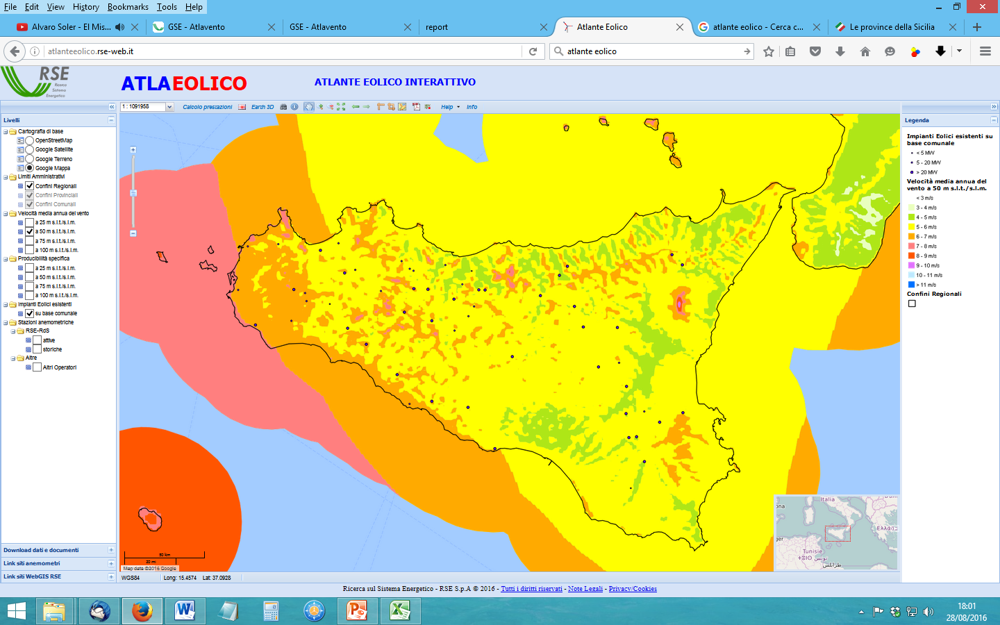 File Edit View History Bookmarks Tools Help
Alvaro Soler - El Mis...
GSE - Atlavento
GSE - Atlavento
report
Atlante Eolico
atlante eolico - Cerca c...
Le province della Sicilia
atlanteeolico.rse-web.it
atlante eolico
RSE
Ricerca
Sistema
Energetico
ATLAEOLICO
ATLANTE EOLICO INTERATTIVO
1 : 1091958
Calcolo prestazioni
Earth 3D
Help
Info
Livelli
Cartografia di base
OpenStreetMap
Google Satellite
Google Terreno
Google Mappa
Limiti Amministrativi
Confini Regionali
Confini Provinciali
Confini Comunali
Velocità media annua del vento
a 25 m s.l.t./s.l.m.
a 50 m s.l.t./s.l.m.
a 75 m s.l.t./s.l.m.
a 100 m s.l.t./s.l.m.
Producibilità specifica
a 25 m s.l.t./s.l.m.
a 50 m s.l.t./s.l.m.
a 75 m s.l.t./s.l.m.
a 100 m s.l.t./s.l.m.
Impianti Eolici esistenti
su base comunale
Stazioni anemometriche
RSE-RdS
attive
storiche
Altre
Altri Operatori
Download dati e documenti
Link siti anemometri
Link siti WebGIS RSE
50 km
20 mi
Map data ©2016 Google
WGS84
Long: 15.4574 Lat: 37.0928
Legenda
Impianti Eolici esistenti su
base comunale
< 5 MW
5 - 20 MW
> 20 MW
Velocità media annua del
vento a 50 m s.l.t./s.l.m.
< 3 m/s
3 - 4 m/s
4 - 5 m/s
5 - 6 m/s
6 - 7 m/s
7 - 8 m/s
8 - 9 m/s
9 - 10 m/s
10 - 11 m/s
> 11 m/s
Confini Regionali
Italia
Ελλάς
Tunisie
تونس
طرابلس
Ricerca sul Sistema Energetico - RSE S.p.A © 2016 - Tutti i diritti riservati - Note Legali - Privacy/Cookies
18:01
28/08/2016